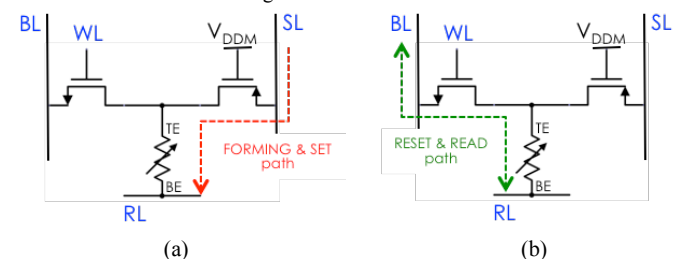 BL
WL
VDDM
SL
TE
FORMING & SET
path
BE
RL
(a)
BL
WL
VDDM
SL
TE
RESET & READ
path
BE
RL
(b)